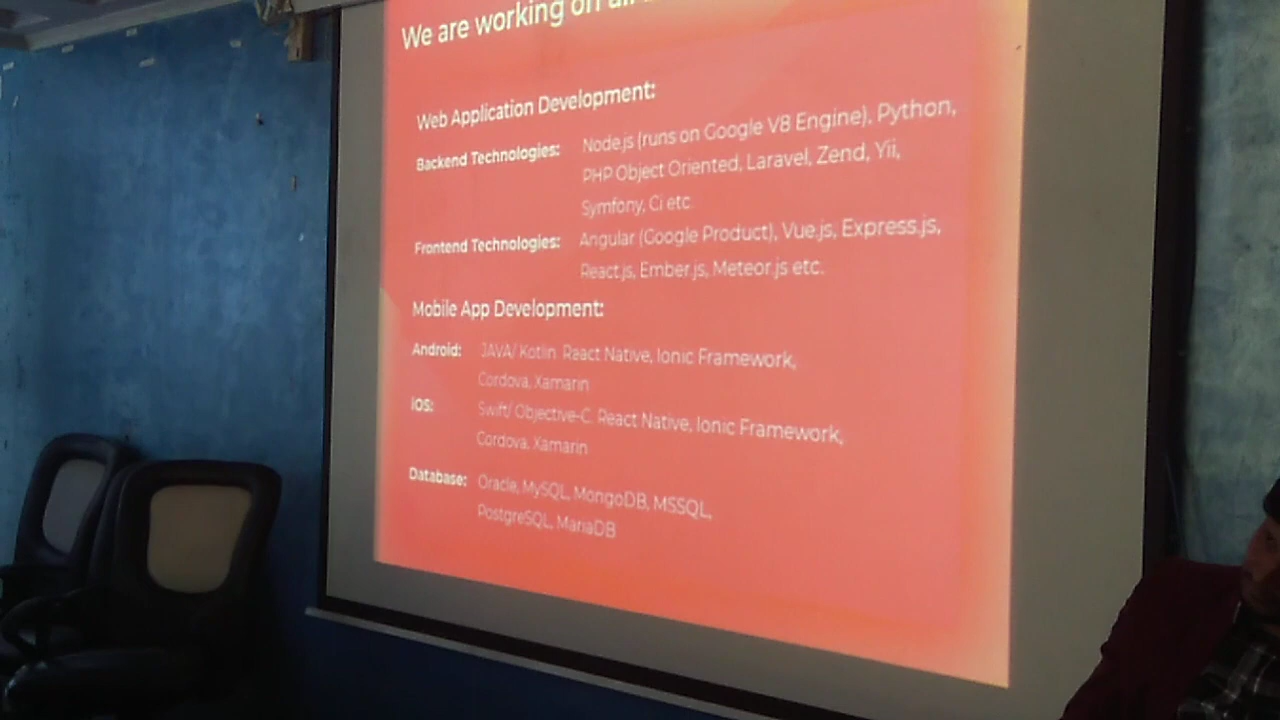 We are working on all
Web Application Development:
Backend Technologies: Node.js (runs on Google V8 Engine), Python,
PHP Object Oriented, Laravel, Zend, Yii,
Symfony, Ci etc.
Frontend Technologies: Angular (Google Product), Vue.js, Express.js,
React.js, Ember.js, Meteor.js etc.
Mobile App Development:
Android: JAVA/ Kotlin React Native, Ionic Framework,
Cordova, Xamarin
IOS: Swift/ Objective-C, React Native, Ionic Framework,
Cordova, Xamarin
Database: Oracle, MySQL, MongoDB, MSSQL,
PostgreSQL, MariaDB